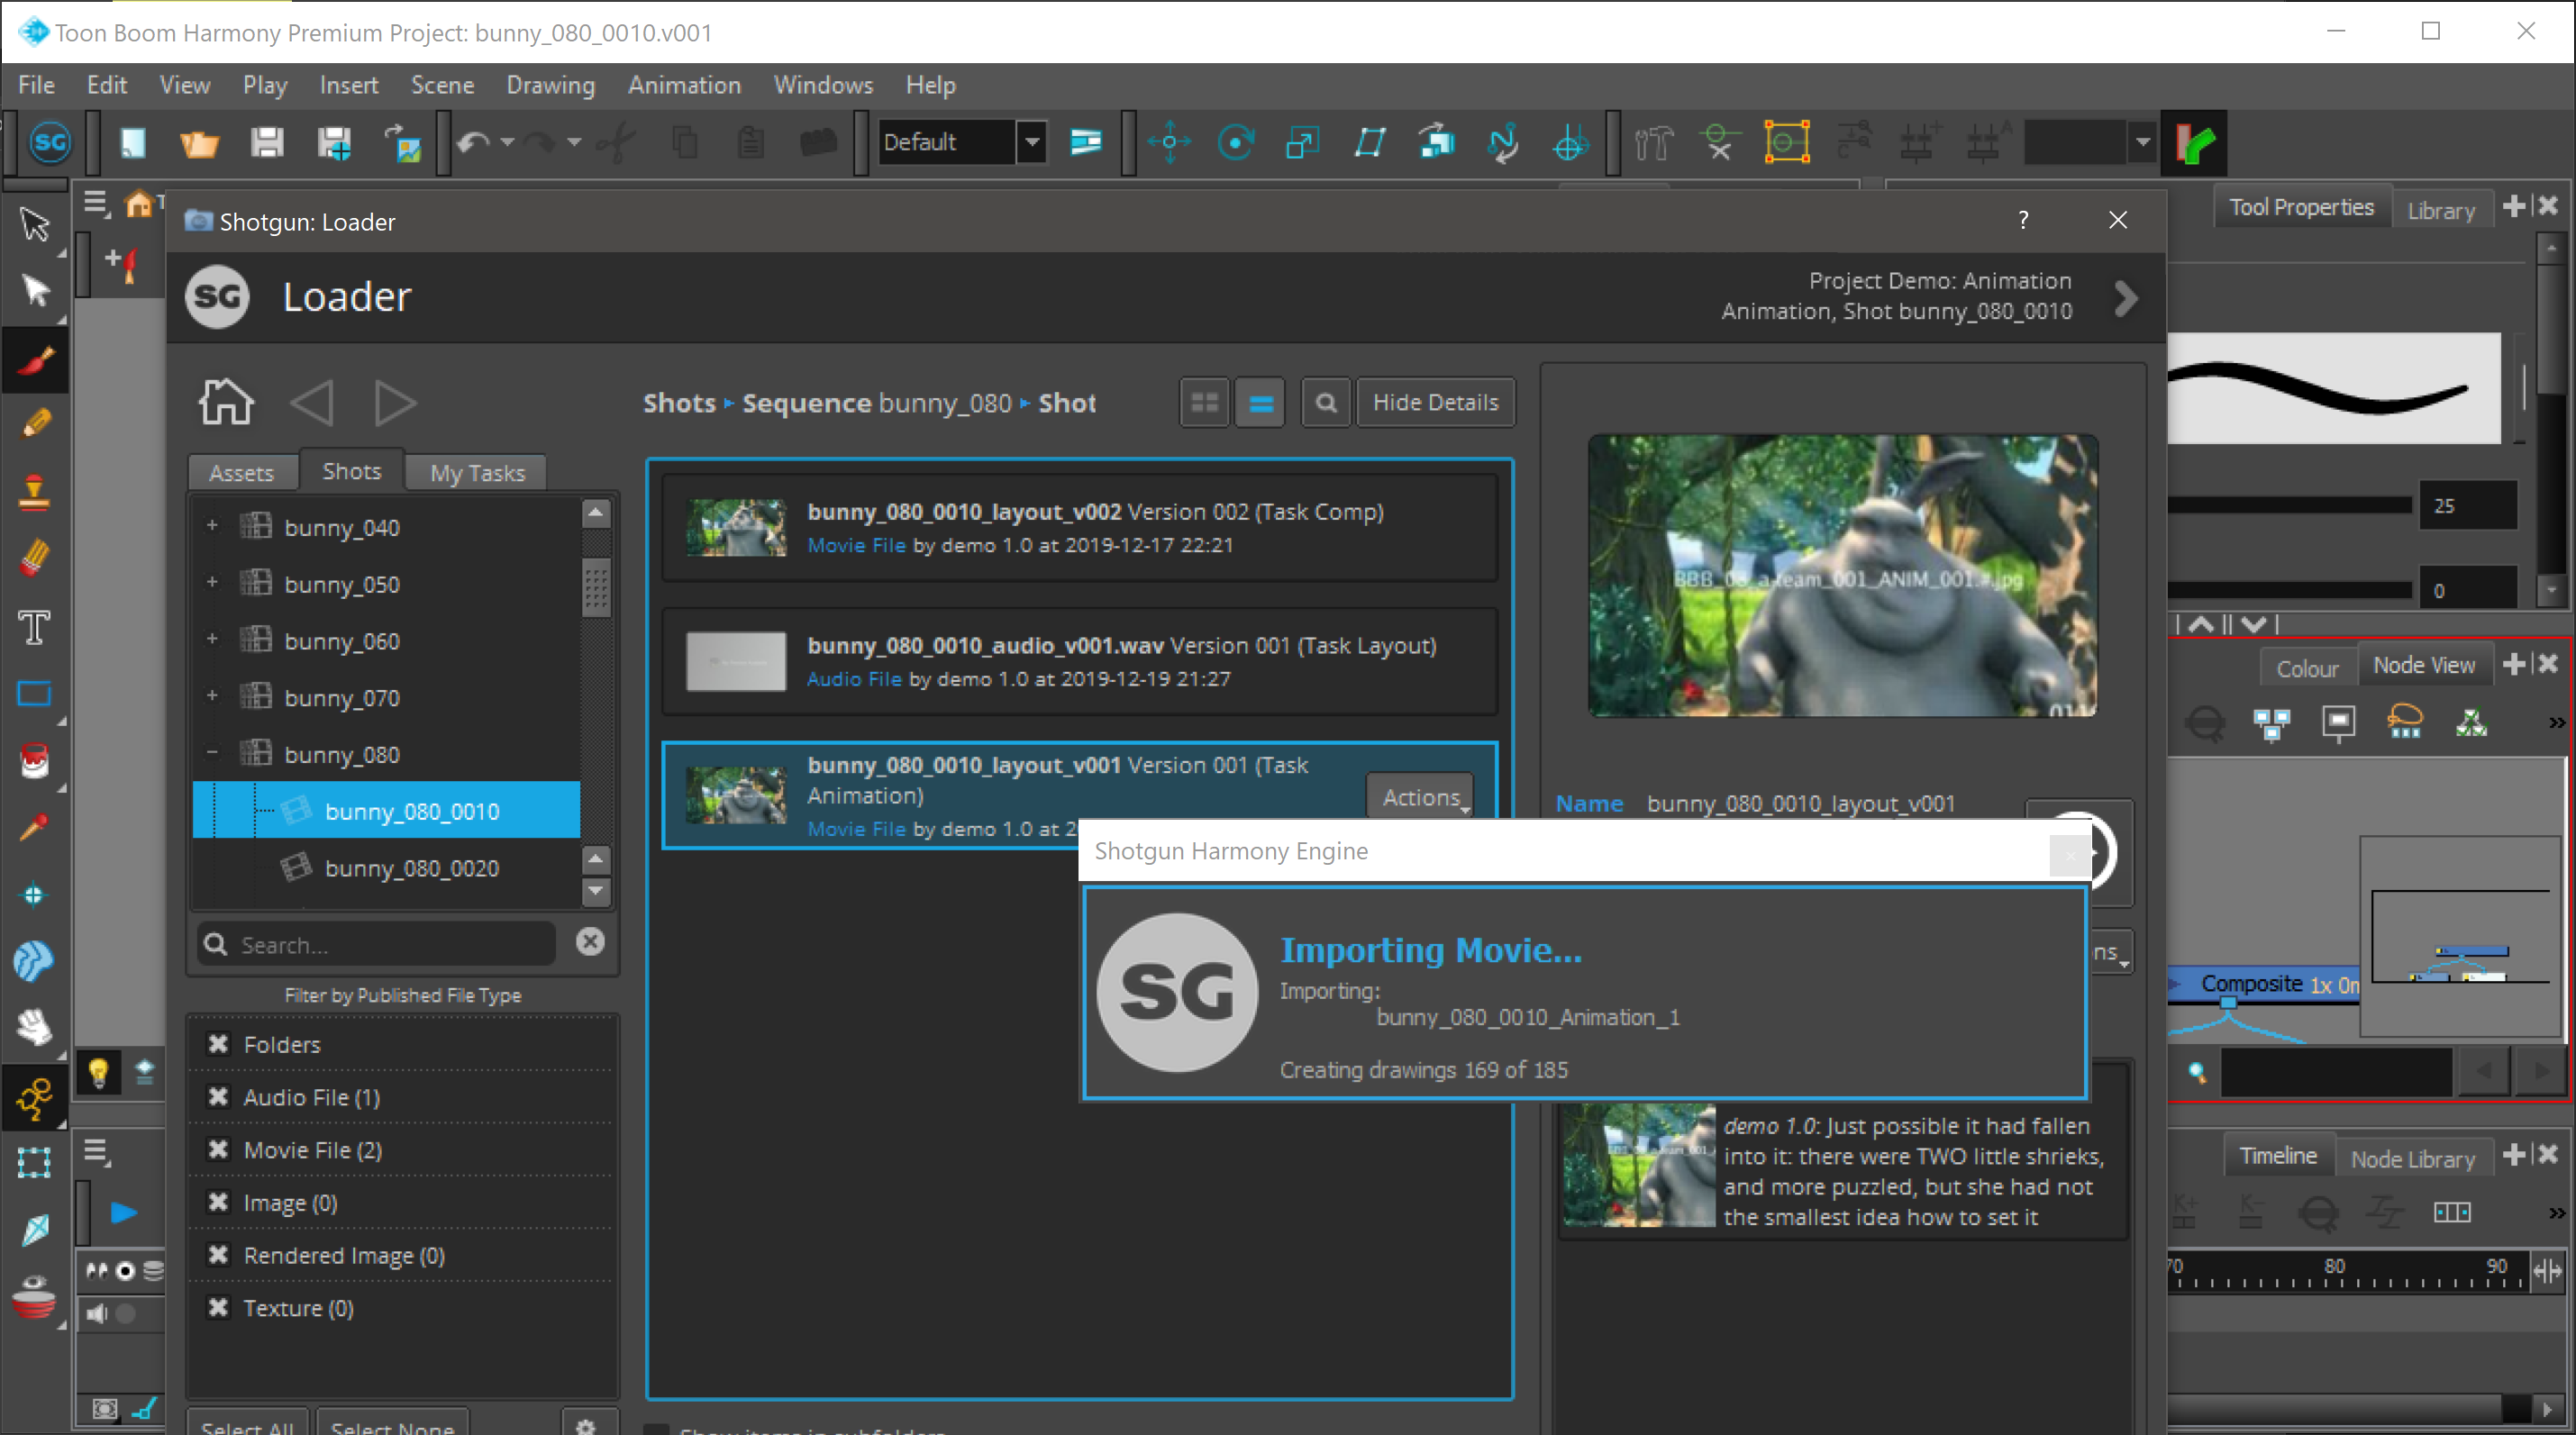 Toon Boom Harmony Premium Project: bunny_080_0010.v001
File Edit View Play Insert Scene Drawing Animation Windows Help
SG
Default
Tool Properties Library
Shotgun: Loader
?
SG Loader
Project Demo: Animation
Animation, Shot bunny_080_0010
Shots Sequence bunny_080 Shot
Hide Details
Assets Shots My Tasks
bunny_040
bunny_050
bunny_060
bunny_070
bunny_080
bunny_080_0010
bunny_080_0020
Search...
Filter by Published File Type
Folders
Audio File (1)
Movie File (2)
Image (0)
Rendered Image (0)
Texture (0)
Select All Select None
bunny_080_0010_layout_v002 Version 002 (Task Comp)
Movie File by demo 1.0 at 2019-12-17 22:21
bunny_080_0010_audio_v001.wav Version 001 (Task Layout)
Audio File by demo 1.0 at 2019-12-19 21:27
bunny_080_0010_layout_v001 Version 001 (Task
Animation)
Movie File by demo 1.0 at 2
Actions
Show items in subfolders
Name bunny_080_0010_layout_v001
Shotgun Harmony Engine
SG
Importing Movie...
Importing:
bunny_080_0010_Animation_1
Creating drawings 169 of 185
ns
demo 1.0: Just possible it had fallen
into it: there were TWO little shrieks,
and more puzzled, but she had not
the smallest idea how to set it
25
0
Colour Node View
Composite 1x 0n
Timeline Node Library
70 80 90